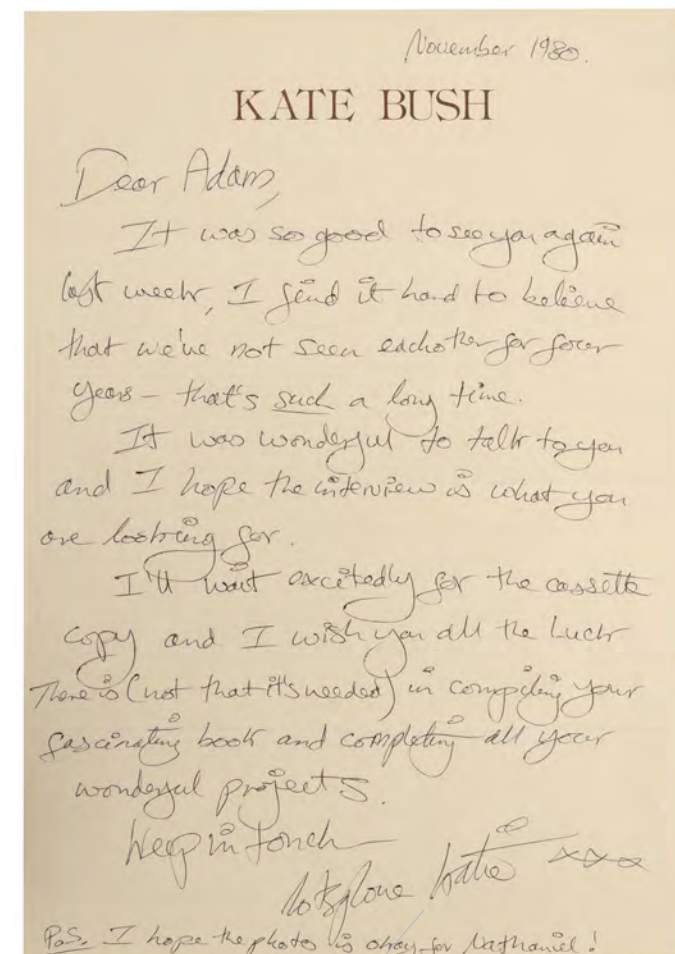 November 1980.
KATE BUSH
Dear Adam,
It was so good to see you again
last week, I find it hard to believe
that we've not seen eachother for four
years – that's such a long time.
It was wonderful to talk to you
and I hope the interview is what you
are looking for.
I'll wait excitedly for the cassette
copy and I wish you all the Luck
There is (not that it's needed) in compiling your
fascinating book and completing all your
wonderful projects.
Keep in touch
lots of love Katie xxx
P.S. I hope the photo is okay for Nathaniel!